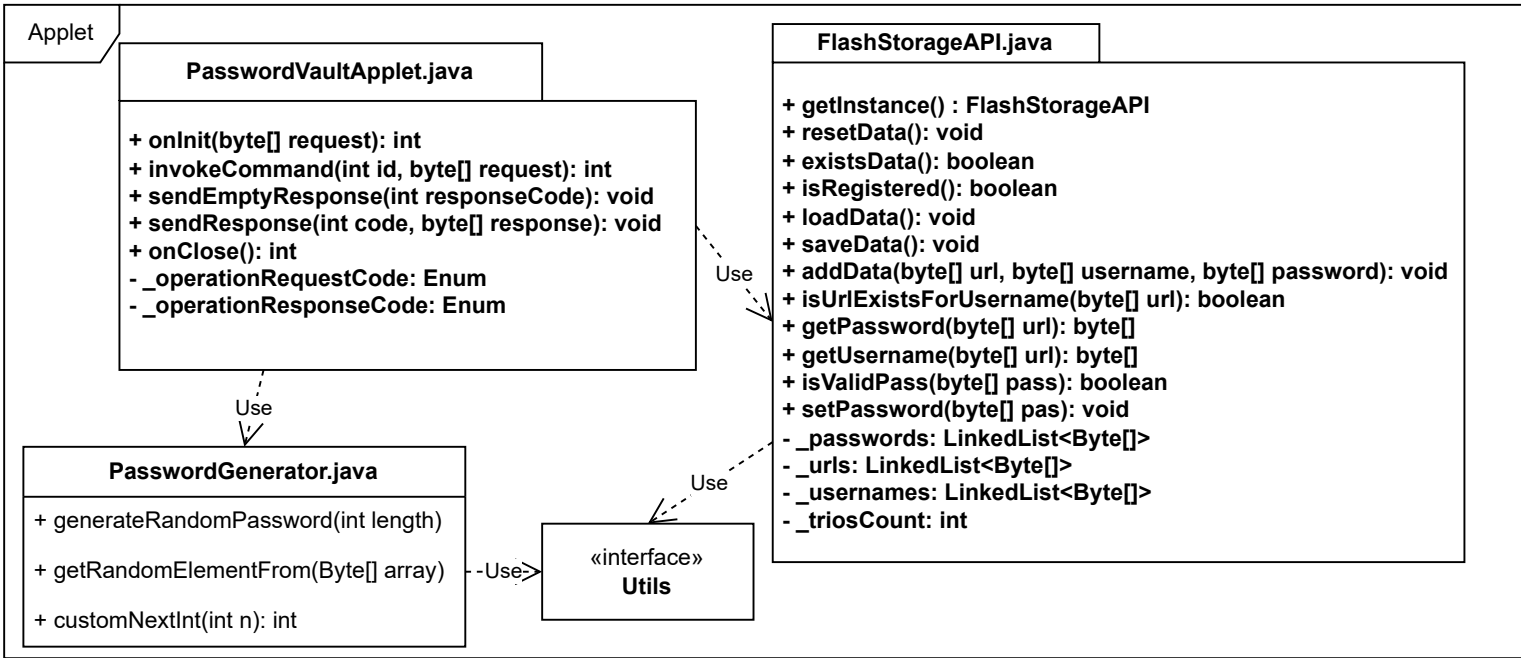 Applet
PasswordVaultApplet.java
+ onInit(byte[] request): int
+ invokeCommand(int id, byte[] request): int
+ sendEmptyResponse(int responseCode): void
+ sendResponse(int code, byte[] response): void
+ onClose(): int
- _operationRequestCode: Enum
- _operationResponseCode: Enum
Use
FlashStorageAPI.java
+ getInstance() : FlashStorageAPI
+ resetData(): void
+ existsData(): boolean
+ isRegistered(): boolean
+ loadData(): void
+ saveData(): void
+ addData(byte[] url, byte[] username, byte[] password): void
+ isUrlExistsForUsername(byte[] url): boolean
+ getPassword(byte[] url): byte[]
+ getUsername(byte[] url): byte[]
+ isValidPass(byte[] pass): boolean
+ setPassword(byte[] pas): void
- _passwords: LinkedList<Byte[]>
- _urls: LinkedList<Byte[]>
- _usernames: LinkedList<Byte[]>
- _triosCount: int
Use
PasswordGenerator.java
+ generateRandomPassword(int length)
+ getRandomElementFrom(Byte[] array)
+ customNextInt(int n): int
Use
Use
«interface»
Utils